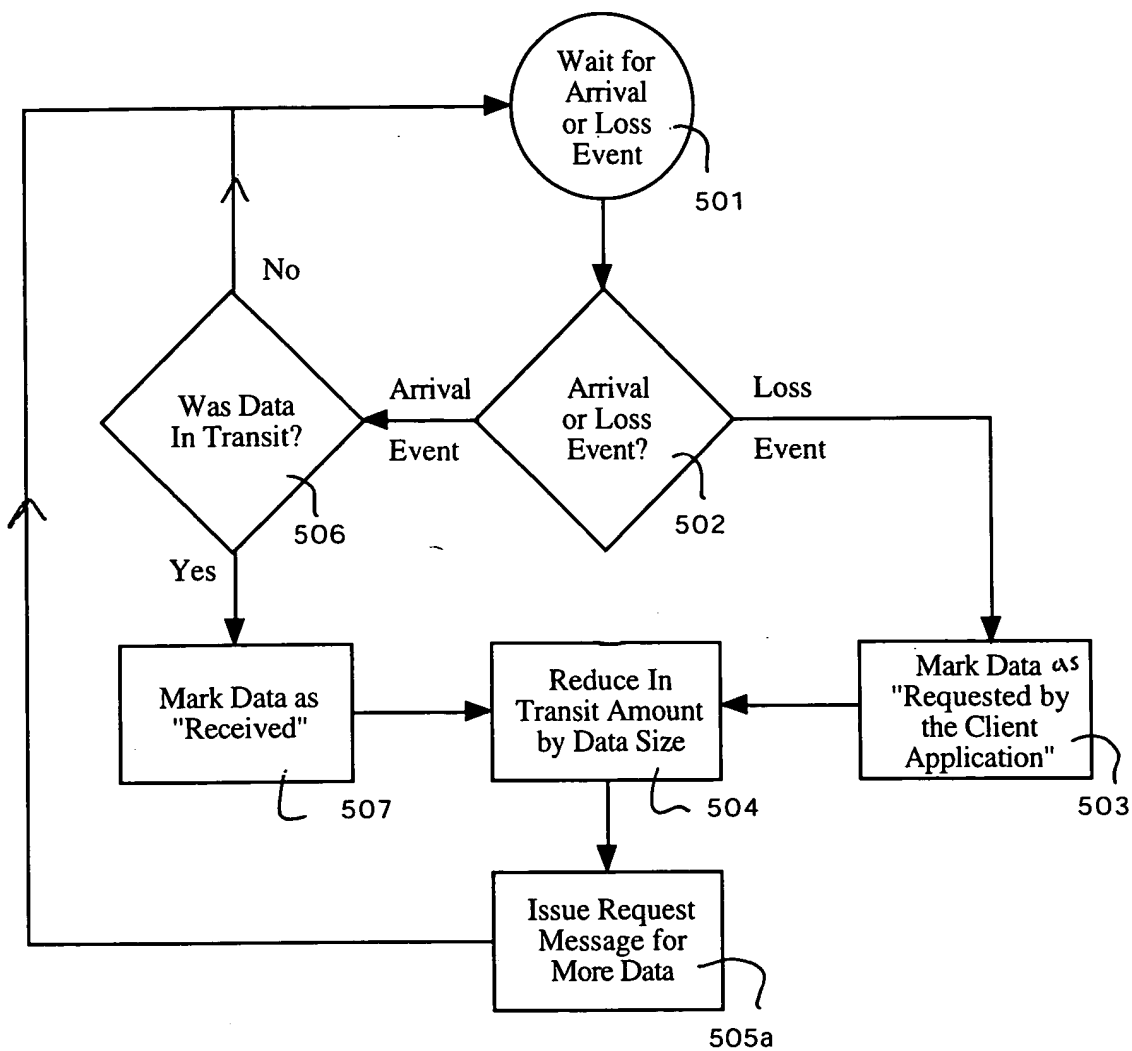 Wait for
Arrival
or Loss
Event
501
No
Was Data
In Transit?
506
Arrival
Event
Arrival
or Loss
Event?
502
Loss
Event
Yes
Mark Data as
"Received"
507
Reduce In
Transit Amount
by Data Size
504
Mark Data as
"Requested by
the Client
Application"
503
Issue Request
Message for
More Data
505a